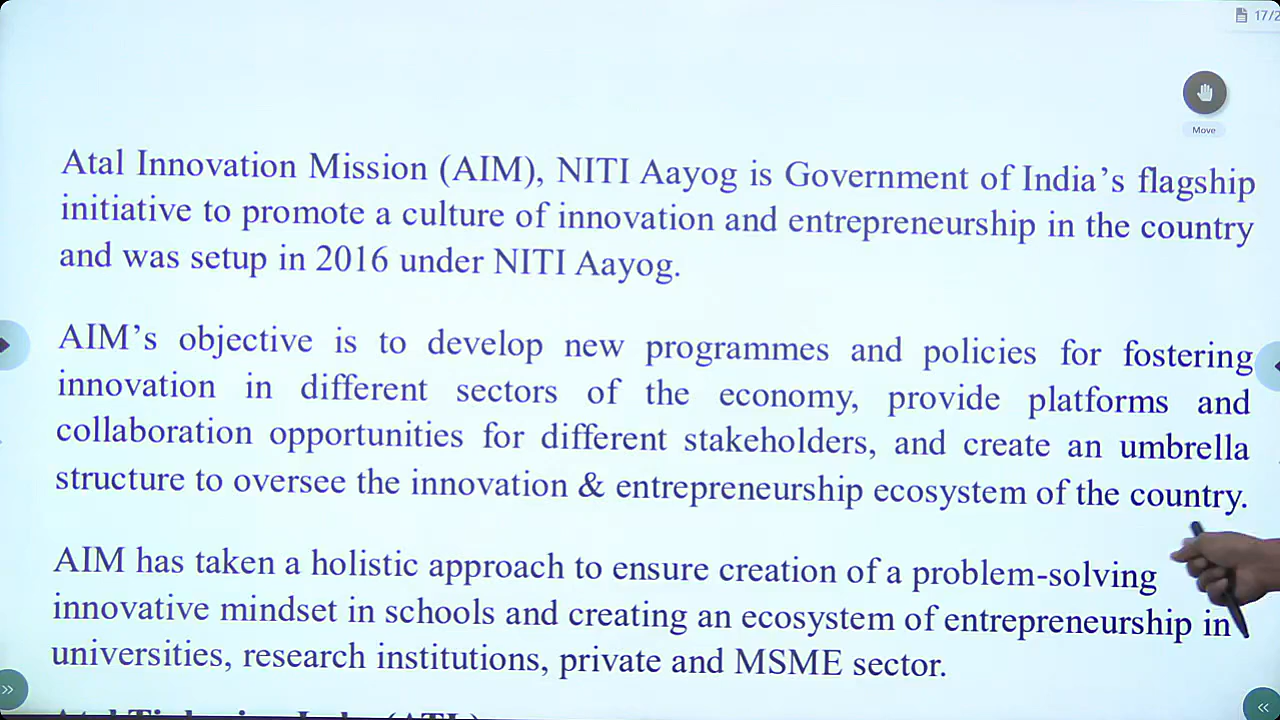 17/2
Move
Atal Innovation Mission (AIM), NITI Aayog is Government of India’s flagship
initiative to promote a culture of innovation and entrepreneurship in the country
and was setup in 2016 under NITI Aayog.
AIM’s objective is to develop new programmes and policies for fostering
innovation in different sectors of the economy, provide platforms and
collaboration opportunities for different stakeholders, and create an umbrella
structure to oversee the innovation & entrepreneurship ecosystem of the country.
AIM has taken a holistic approach to ensure creation of a problem-solving
innovative mindset in schools and creating an ecosystem of entrepreneurship in
universities, research institutions, private and MSME sector.